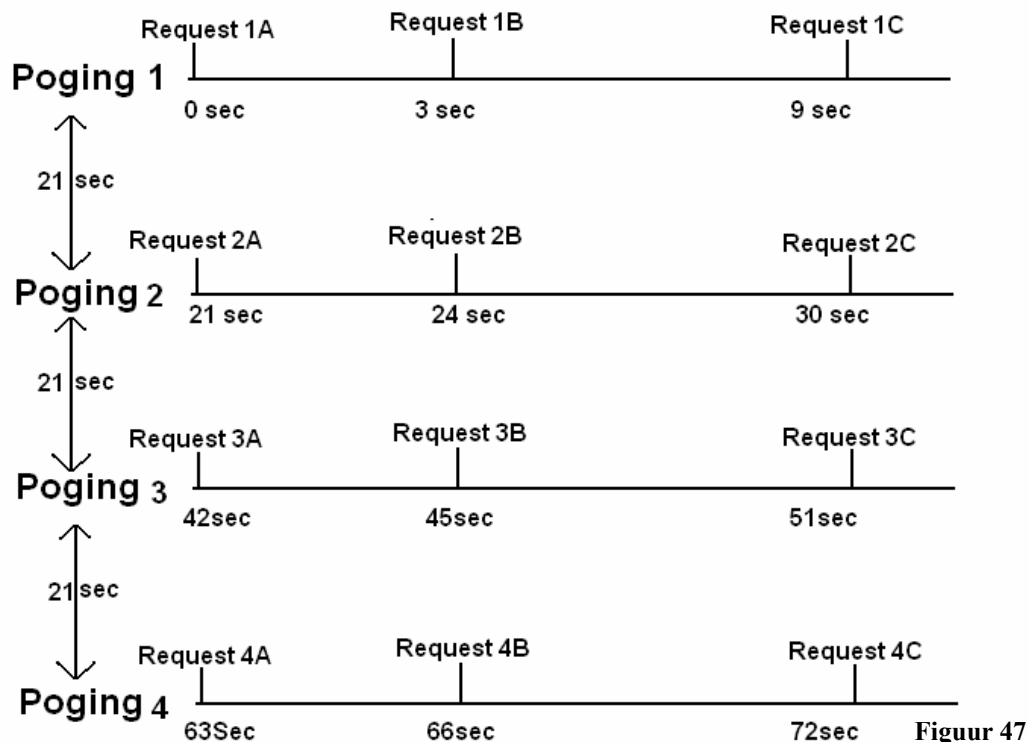 Request 1A Request 1B Request 1C
Poging 1
0 sec 3 sec 9 sec
21 sec
Request 2A Request 2B Request 2C
Poging 2
21 sec 24 sec 30 sec
21 sec
Request 3A Request 3B Request 3C
Poging 3
42sec 45sec 51sec
21 sec
Request 4A Request 4B Request 4C
Poging 4
63Sec 66sec 72sec Figuur 47